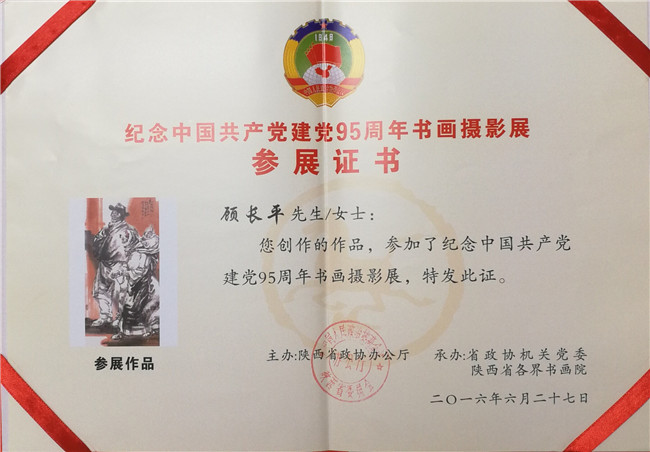 1949
纪念中国共产党建党95周年书画摄影展
参展证书
顾长平 先生/女士：
您创作的作品，参加了纪念中国共产党
建党95周年书画摄影展，特发此证。
参展作品
主办:陕西省政协办公厅 承办:省政协机关党委
陕西省各界书画院
二〇一六年六月二十七日